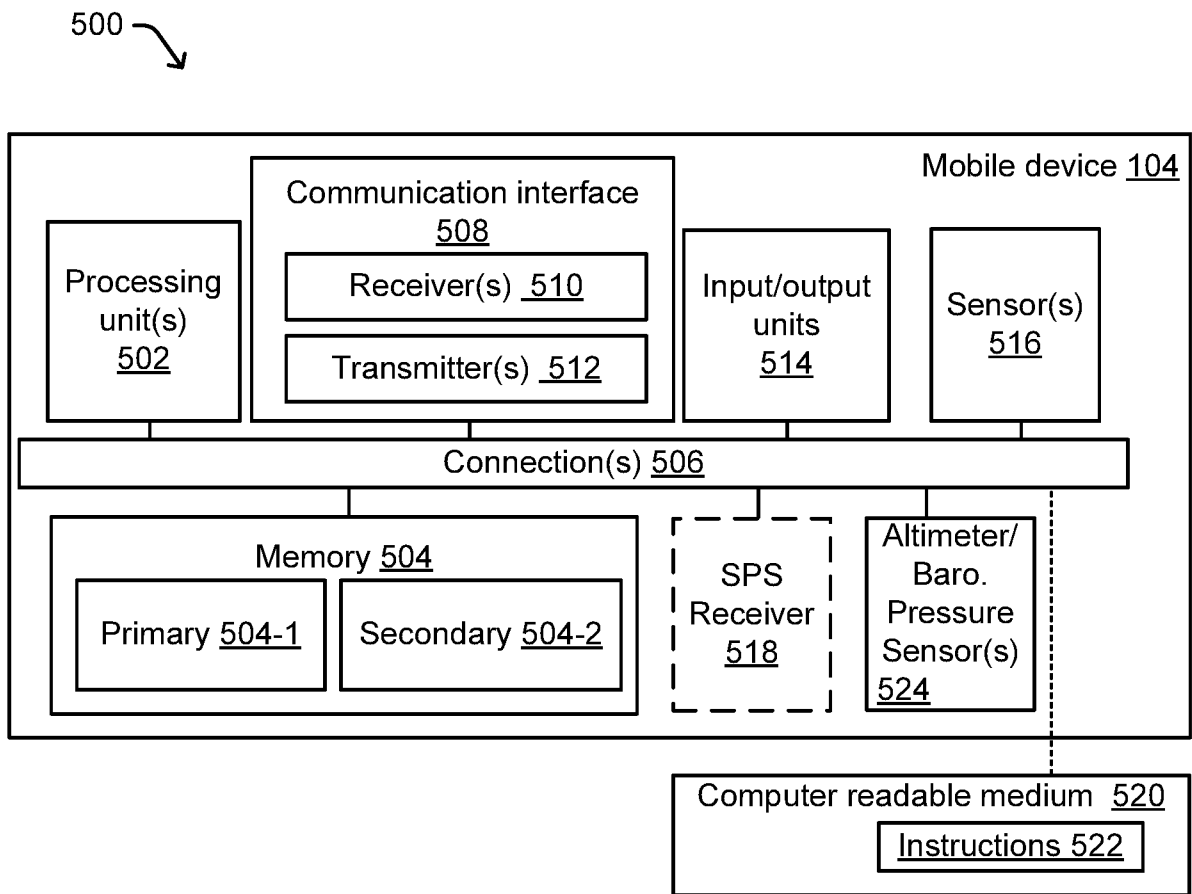 500
Mobile device 104
Communication interface
508
Receiver(s) 510
Transmitter(s) 512
Processing
unit(s)
502
Input/output
units
514
Sensor(s)
516
Connection(s) 506
Memory 504
Primary 504-1
Secondary 504-2
SPS
Receiver
518
Altimeter/
Baro.
Pressure
Sensor(s)
524
Computer readable medium 520
Instructions 522